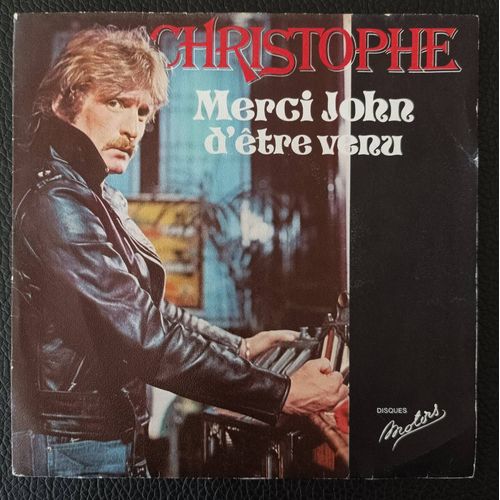 CHRISTOPHE
Merci John
d'être venu
DISQUES
Motors